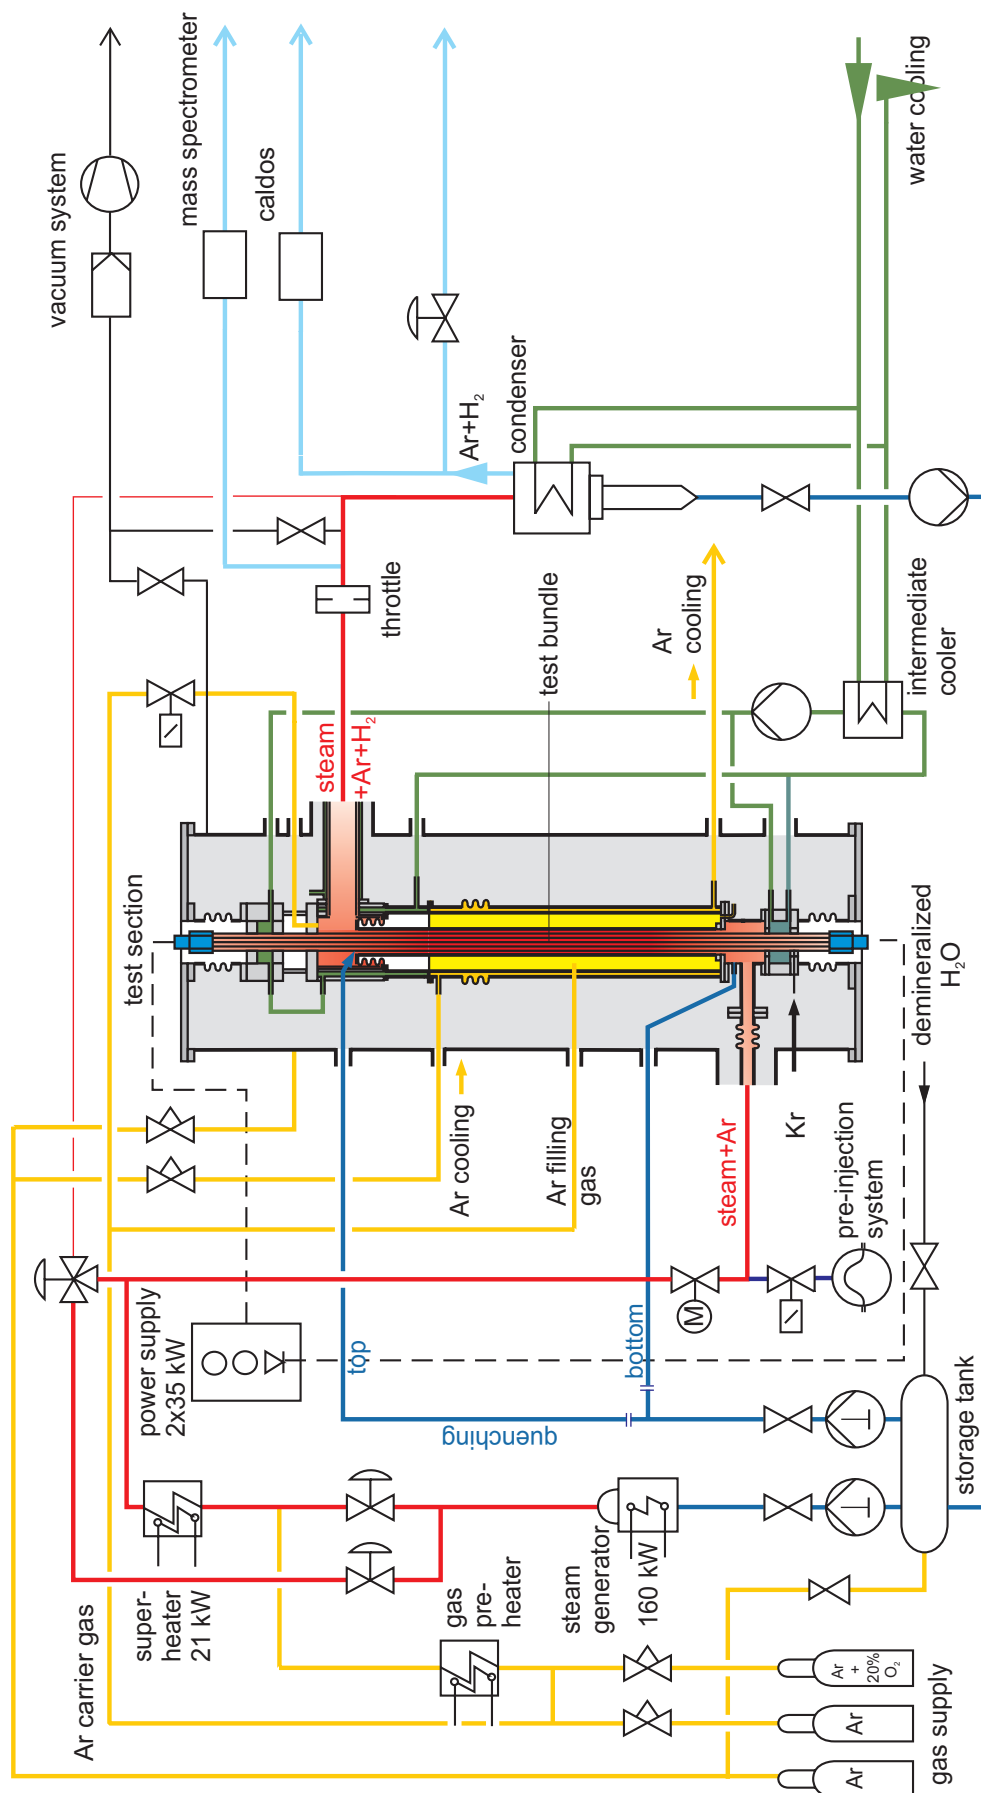 vacuum system
mass spectrometer
caldos
water cooling
Ar+H₂
condenser
throttle
test bundle
Ar
cooling
intermediate
cooler
steam
+Ar+H₂
test section
demineralized
H₂O
Ar cooling
Ar filling
gas
steam+Ar
Kr
pre-injection
system
M
power supply
2x35 kW
top
bottom
quenching
storage tank
super-
heater
21 kW
steam
generator
160 kW
gas
pre-
heater
Ar carrier gas
Ar
+
20%
O₂
Ar
Ar
gas supply